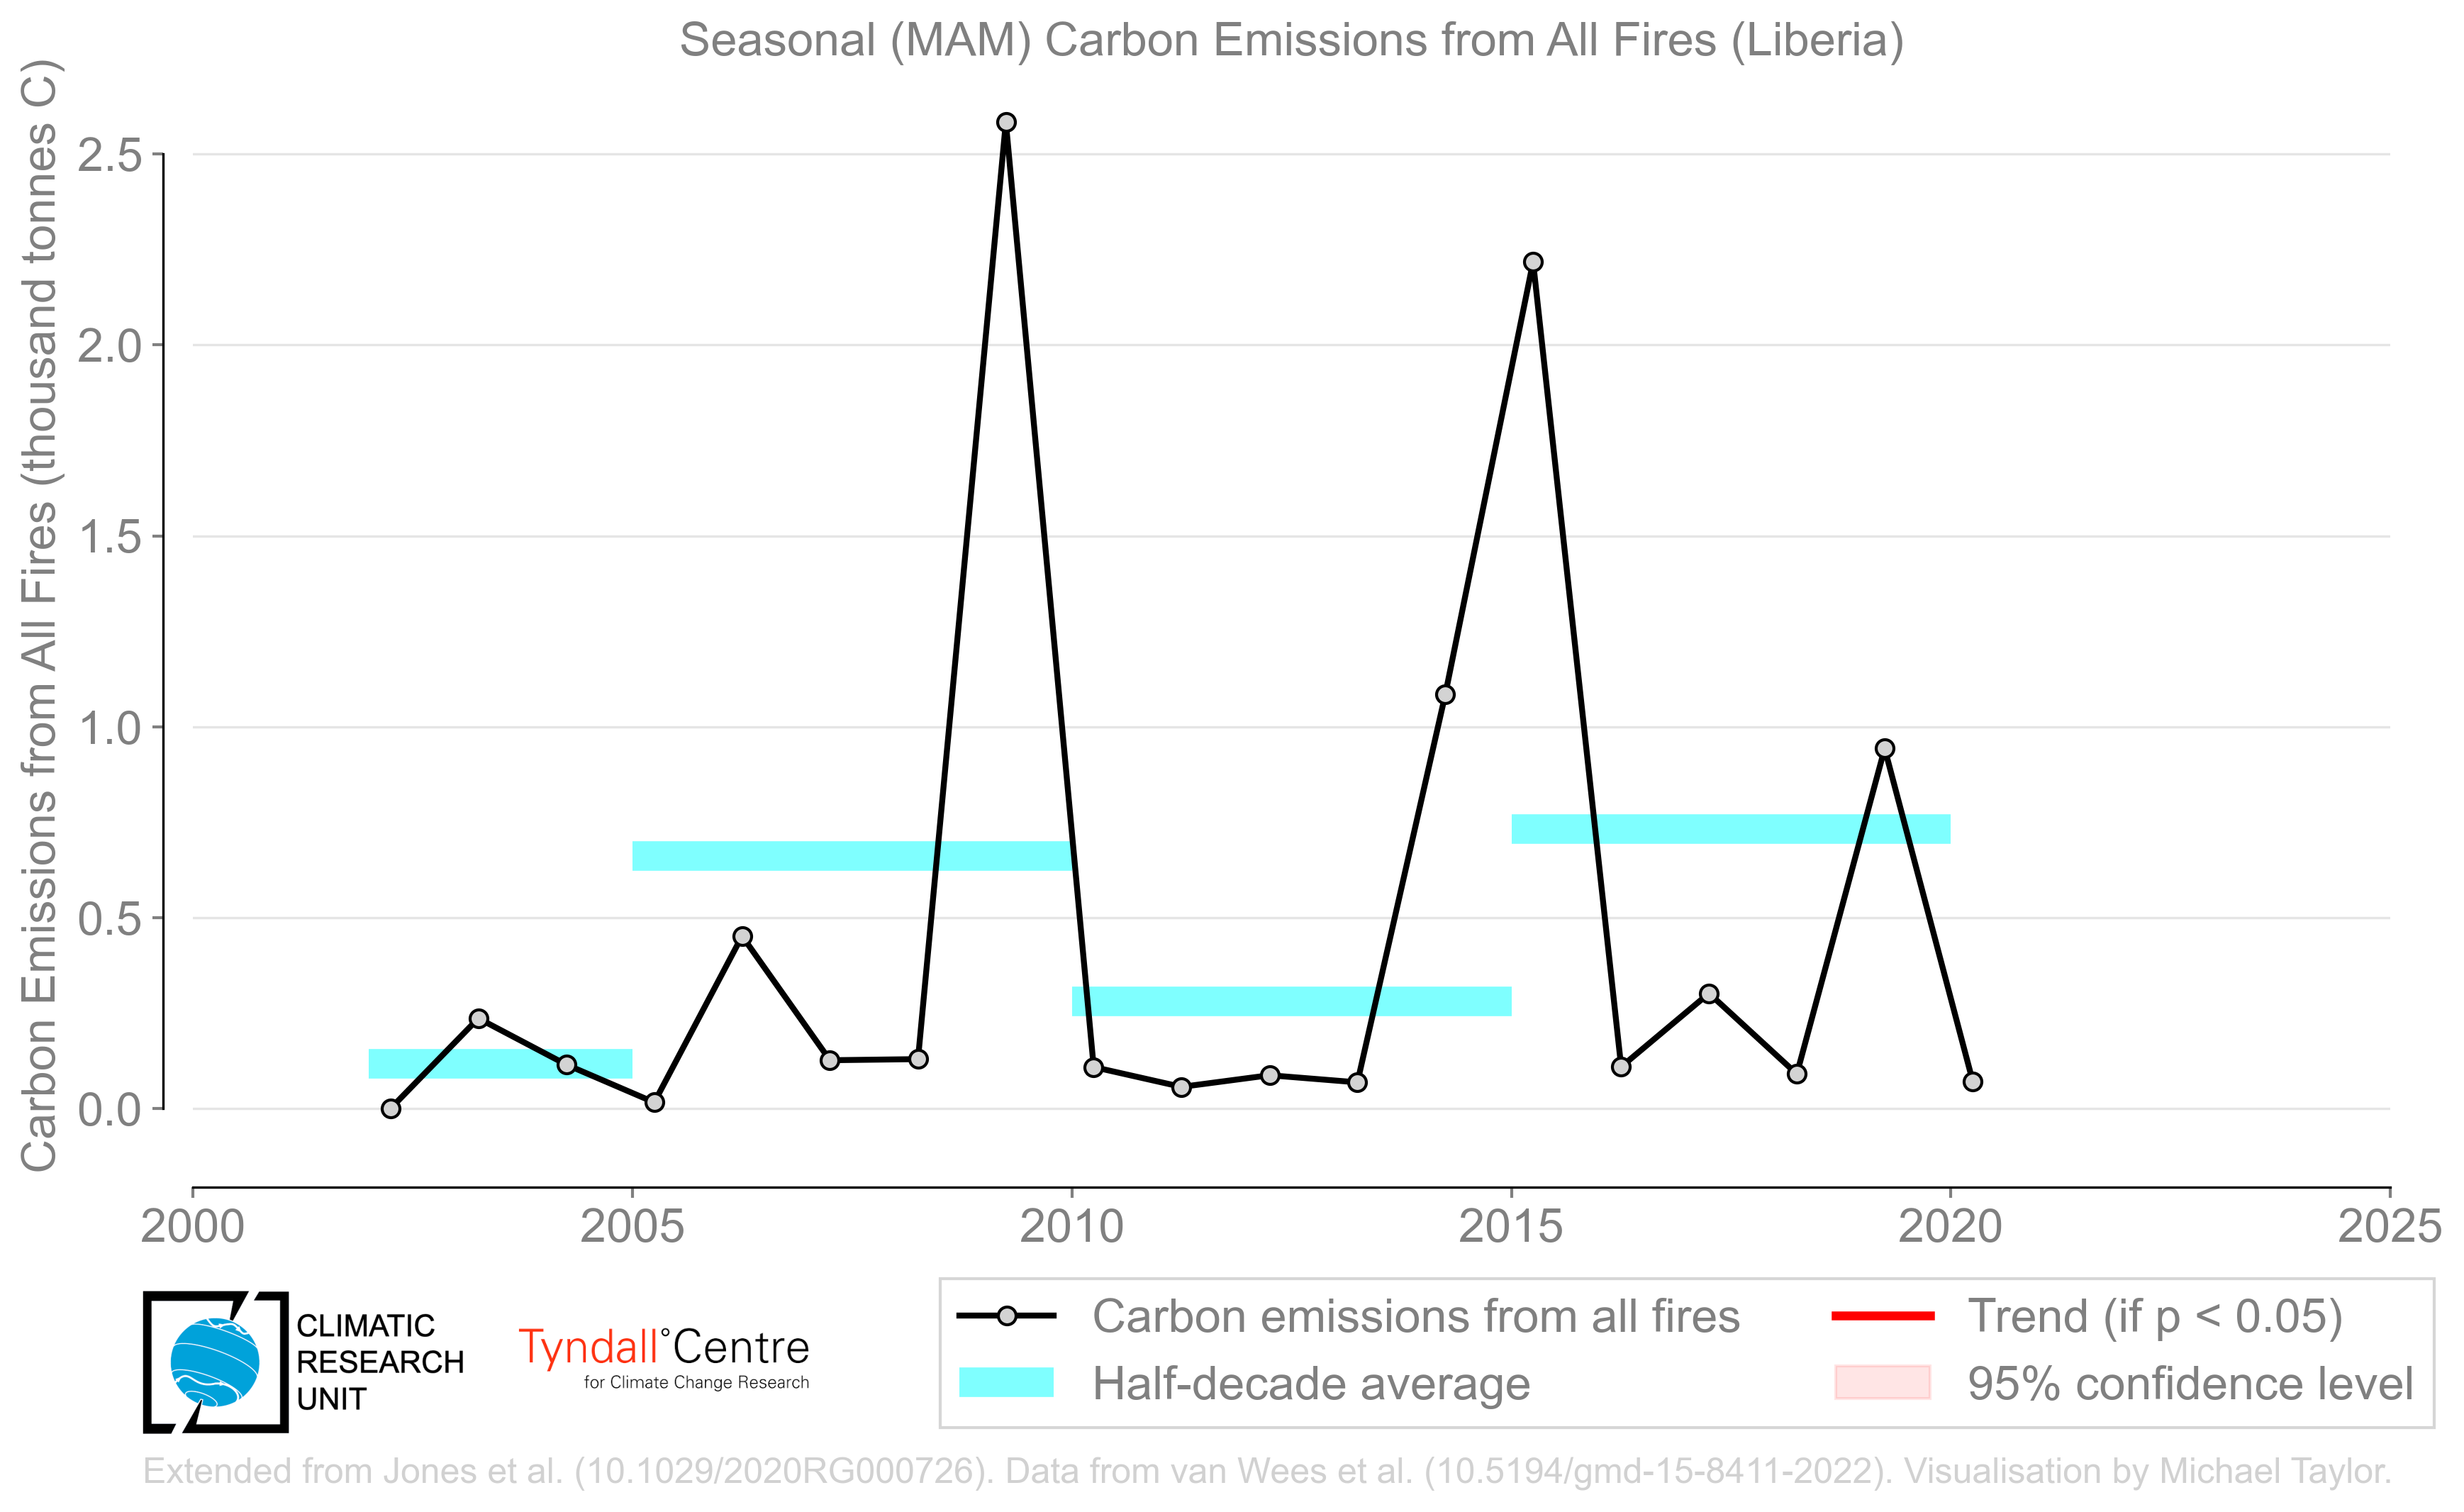 Seasonal (MAM) Carbon Emissions from All Fires (Liberia)
Carbon Emissions from All Fires (thousand tonnes C)
2.5
2.0
1.5
1.0
0.5
0.0
2000 2005 2010 2015 2020 2025
CLIMATIC
RESEARCH
UNIT
Tyndall°Centre
for Climate Change Research
Carbon emissions from all fires
Half-decade average
Trend (if p < 0.05)
95% confidence level
Extended from Jones et al. (10.1029/2020RG000726). Data from van Wees et al. (10.5194/gmd-15-8411-2022). Visualisation by Michael Taylor.